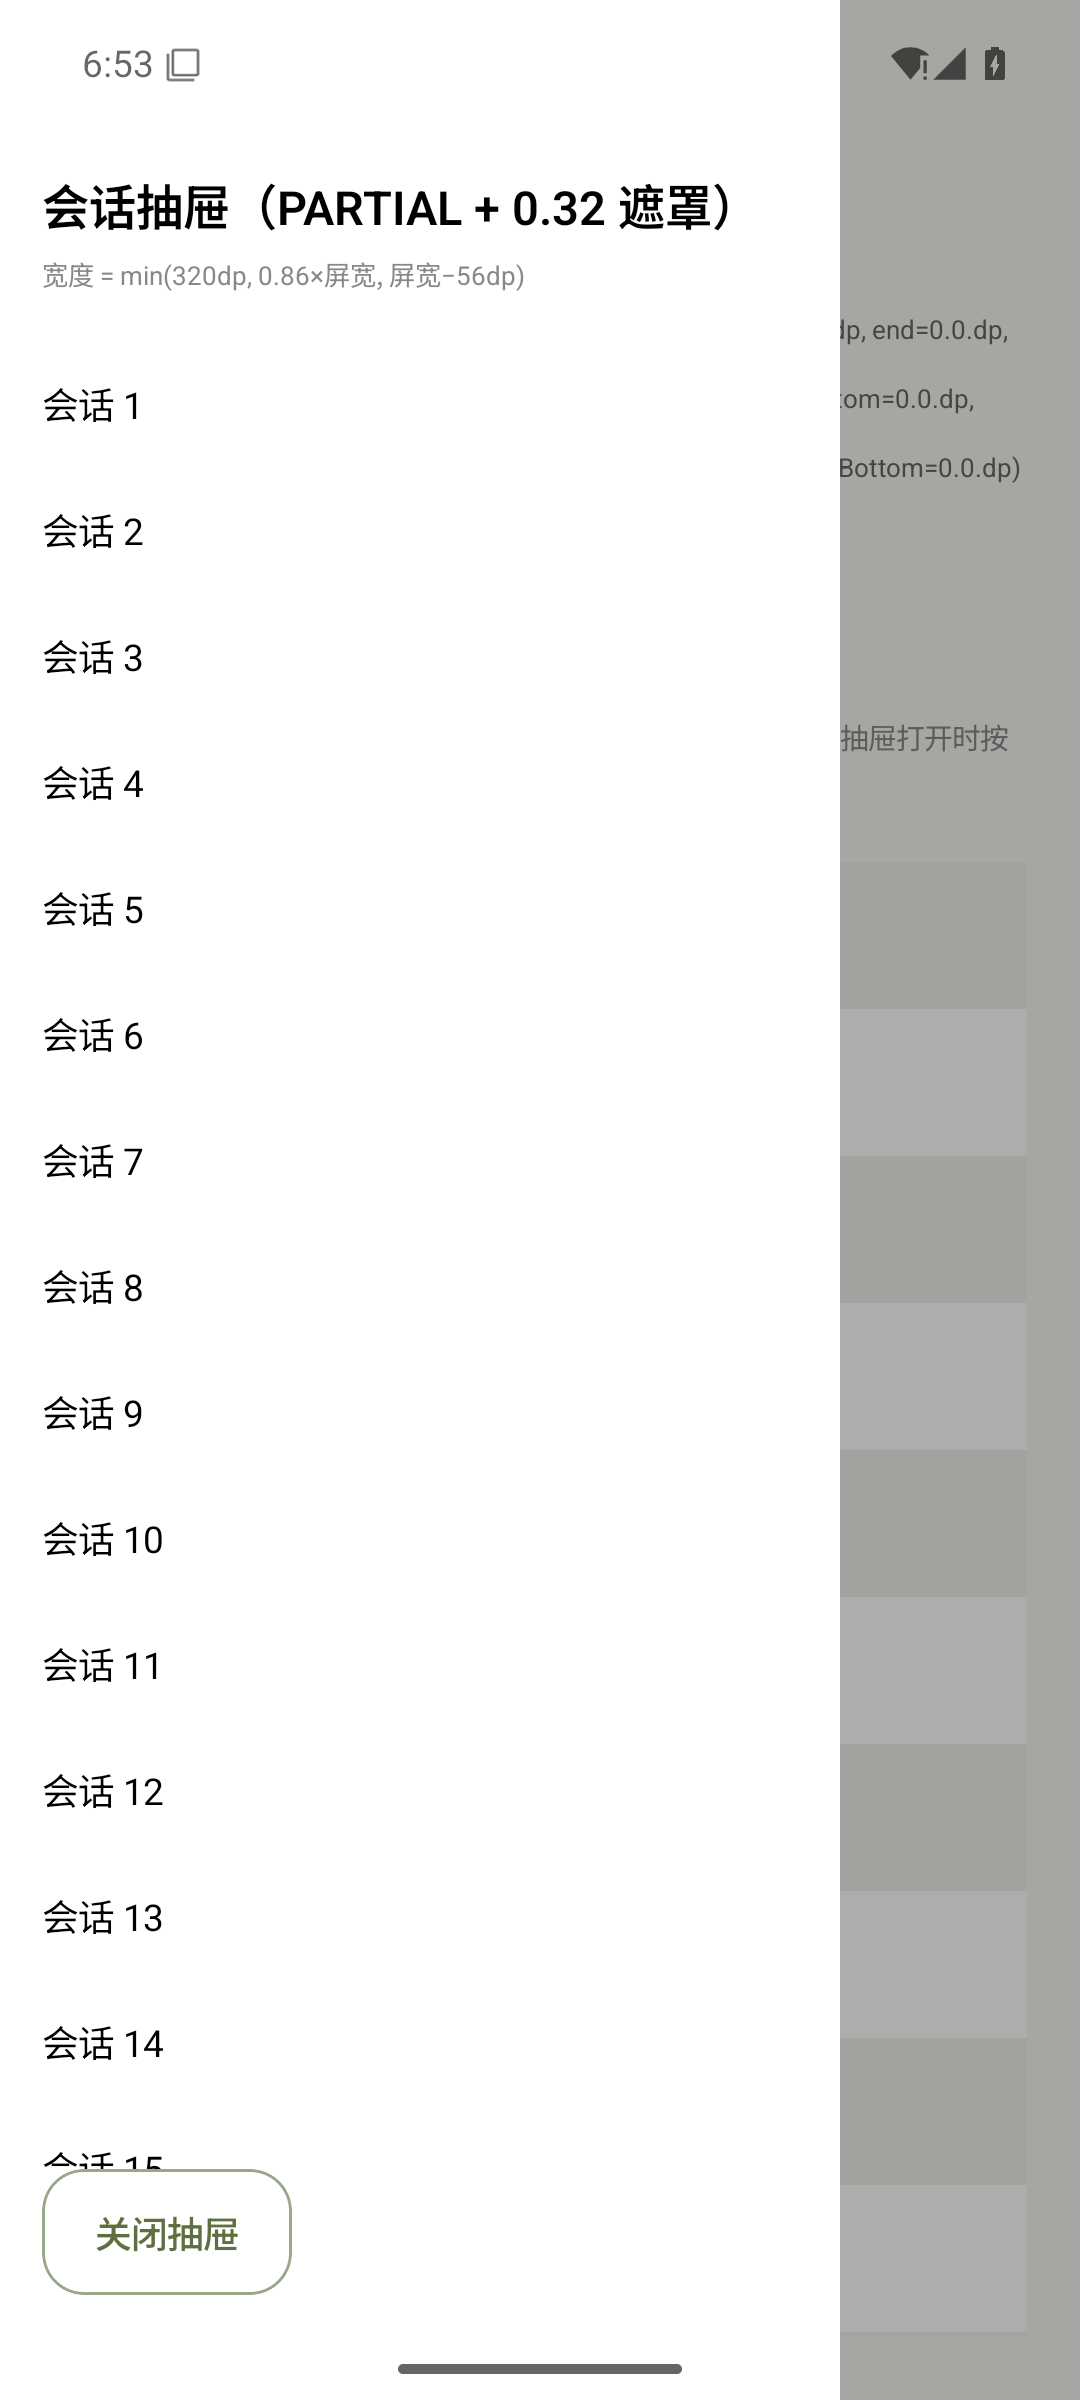 6:53
会话抽屉（PARTIAL + 0.32 遮罩）
宽度 = min(320dp, 0.86×屏宽, 屏宽−56dp)
dp, end=0.0.dp,
tom=0.0.dp,
Bottom=0.0.dp)
会话 1
会话 2
会话 3
会话 4
抽屉打开时按
会话 5
会话 6
会话 7
会话 8
会话 9
会话 10
会话 11
会话 12
会话 13
会话 14
会话 15
关闭抽屉